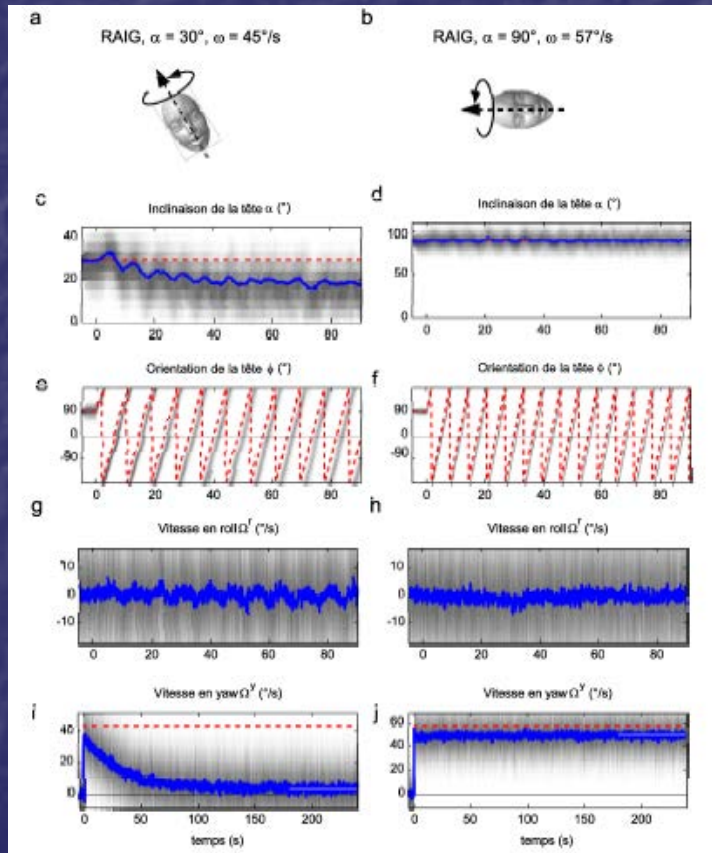 a
b
RAIG, α = 30°, ω = 45°/s
RAIG, α = 90°, ω = 57°/s
c
Inclinaison de la tête α (°)
40
20
0
0 20 40 60 80
d
Inclinaison de la tête α (°)
100
50
0
0 20 40 60 80
e
Orientation de la tête ϕ (°)
90
0
-90
0 20 40 60 80
f
Orientation de la tête ϕ (°)
90
0
-90
0 20 40 60 80
g
Vitesse en roll Ωʳ (°/s)
10
0
-10
0 20 40 60 80
h
Vitesse en roll Ωʳ (°/s)
10
0
-10
0 20 40 60 80
i
Vitesse en yaw Ωʸ (°/s)
40
20
0
0 50 100 150 200
temps (s)
j
Vitesse en yaw Ωʸ (°/s)
60
40
20
0
0 50 100 150 200
temps (s)